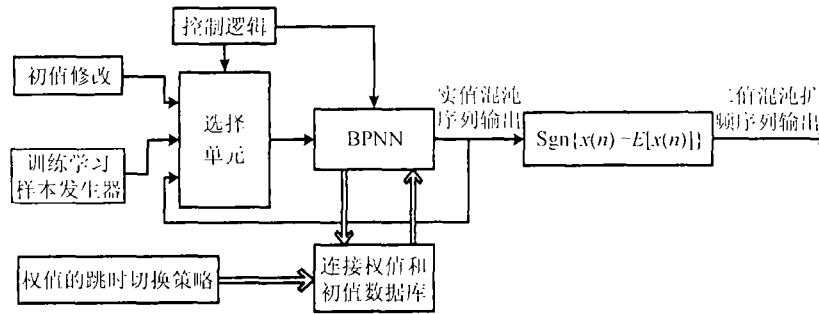 控制逻辑
初值修改
选择
单元
BPNN
实值混沌
序列输出
Sgn{x(n)-E[x(n)]}
二值混沌扩
频序列输出
训练学习
样本发生器
权值的跳时切换策略
连接权值和
初值数据库